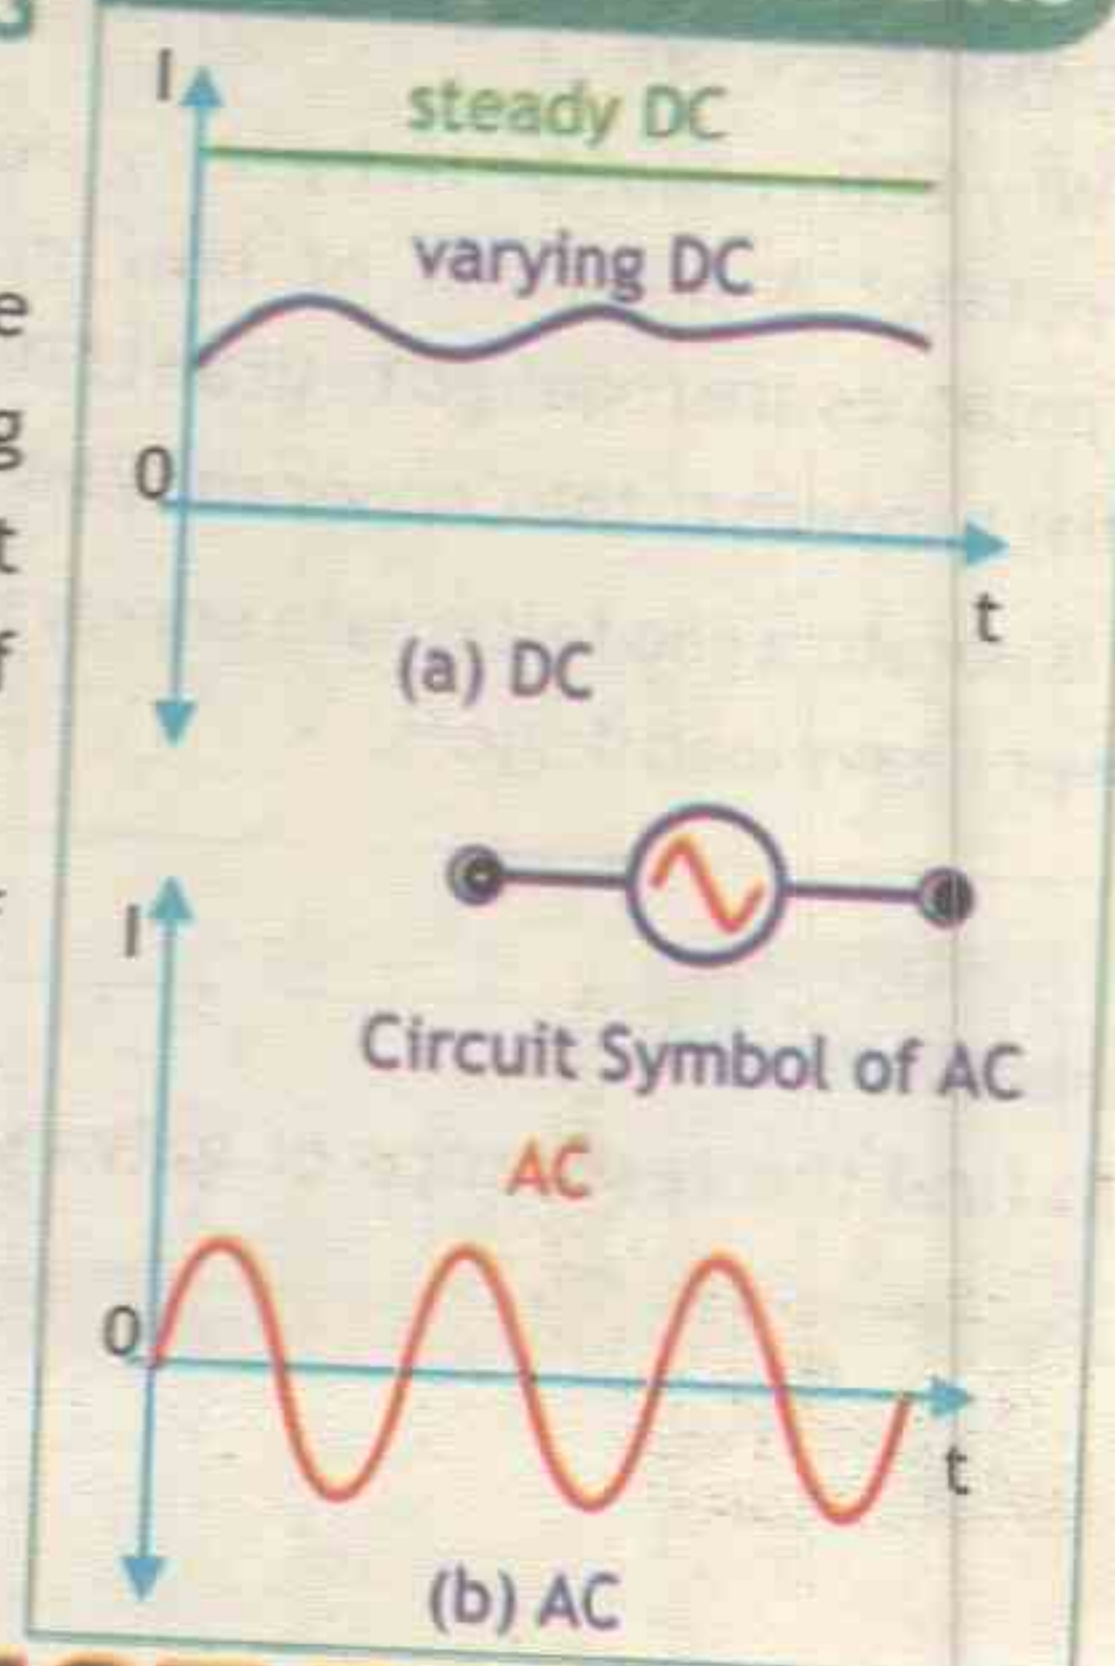 I
steady DC
varying DC
0
t
(a) DC
I
Circuit Symbol of AC
AC
0
t
(b) AC